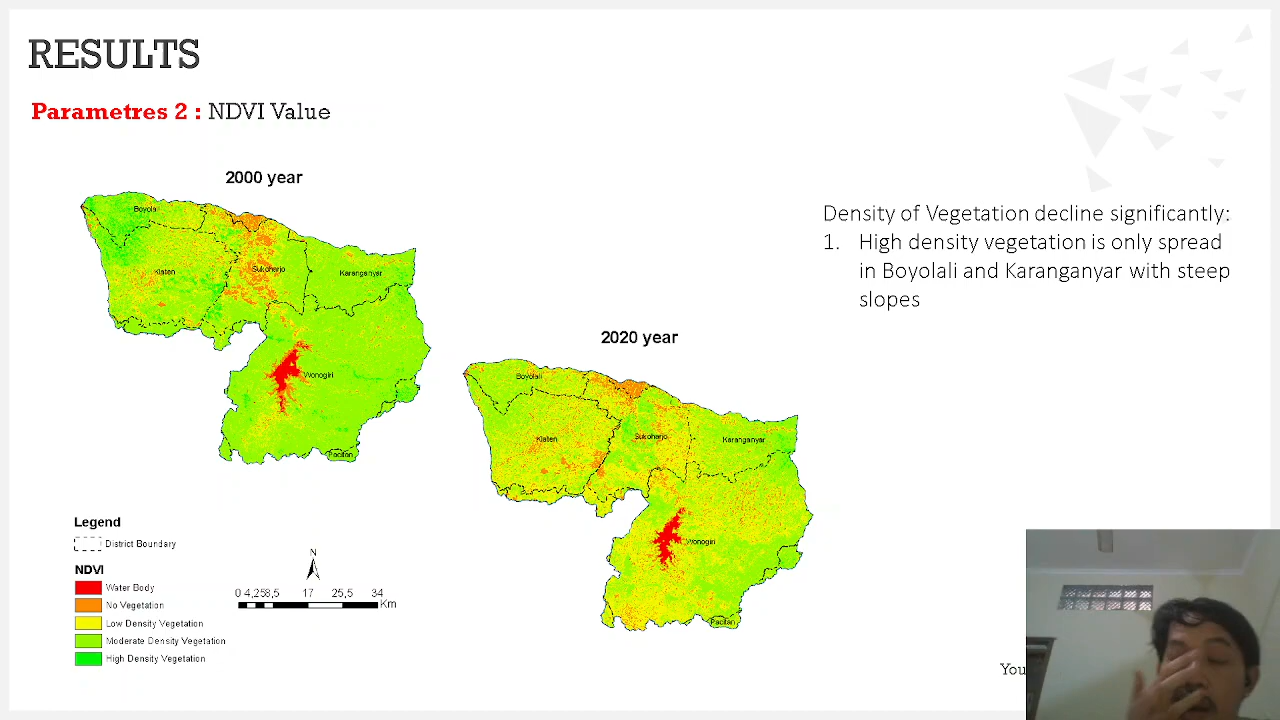 RESULTS
Parametres 2 : NDVI Value
2000 year
Boyola
Klaten
Sukoharjo
Karanganyar
Wonogiri
Pacitan
2020 year
Boyolali
Klaten
Sukoharjo
Karanganyar
Wonogiri
Pacitan
Density of Vegetation decline significantly:
1. High density vegetation is only spread
in Boyolali and Karanganyar with steep
slopes
Legend
District Boundary
NDVI
Water Body
No Vegetation
Low Density Vegetation
Moderate Density Vegetation
High Density Vegetation
N
0 4,258,5 17 25,5 34
Km
You